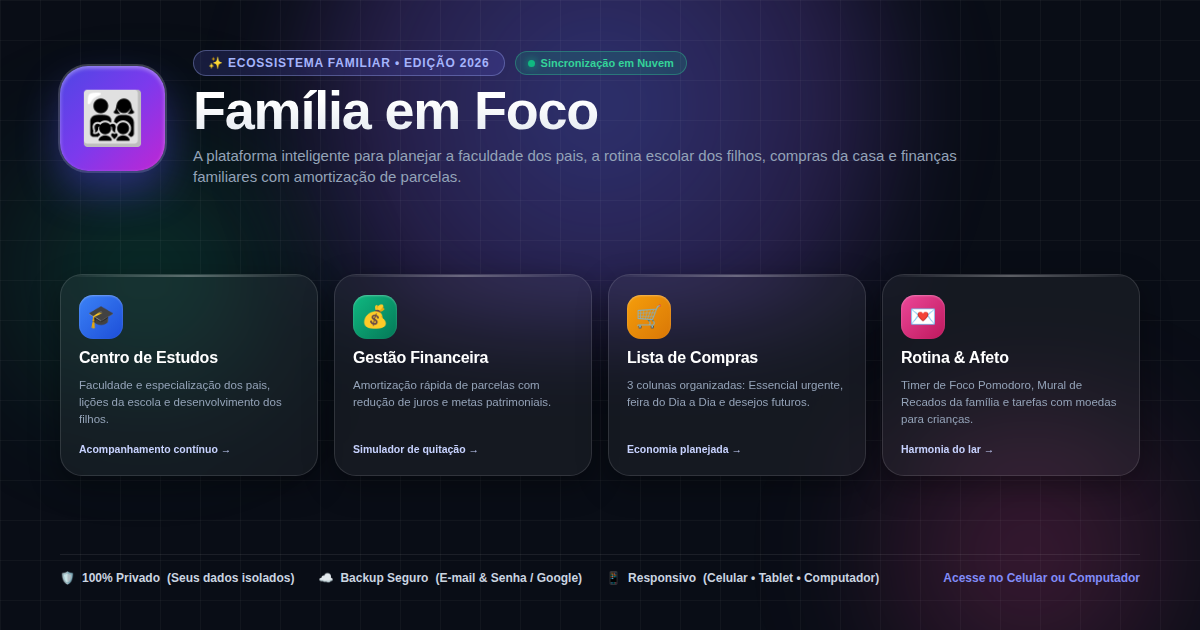 ✨ ECOSSISTEMA FAMILIAR • EDIÇÃO 2026
Sincronização em Nuvem
Família em Foco
A plataforma inteligente para planejar a faculdade dos pais, a rotina escolar dos filhos, compras da casa e finanças
familiares com amortização de parcelas.
Centro de Estudos
Faculdade e especialização dos pais,
lições da escola e desenvolvimento dos
filhos.
Acompanhamento contínuo →
Gestão Financeira
Amortização rápida de parcelas com
redução de juros e metas patrimoniais.
Simulador de quitação →
Lista de Compras
3 colunas organizadas: Essencial urgente,
feira do Dia a Dia e desejos futuros.
Economia planejada →
Rotina & Afeto
Timer de Foco Pomodoro, Mural de
Recados da família e tarefas com moedas
para crianças.
Harmonia do lar →
100% Privado (Seus dados isolados)
Backup Seguro (E-mail & Senha / Google)
Responsivo (Celular • Tablet • Computador)
Acesse no Celular ou Computador